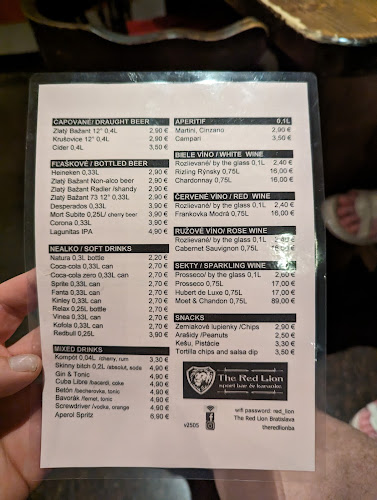 ČAPOVANÉ/ DRAUGHT BEER
Zlatý Bažant 12° 0,4L 2,90 €
Krušovice 12° 0,4L 2,90 €
Cider 0,4L 3,50 €
FĽAŠKOVÉ / BOTTLED BEER
Heineken 0,33L 3,90 €
Zlatý Bažant Non-alco beer 2,90 €
Zlatý Bažant Radler /shandy 2,90 €
Zlatý Bažant 73 12° 0,33L 2,90 €
Desperados 0,33L 3,90 €
Mort Subite 0,25L/ cherry beer 3,90 €
Corona 0,33L 3,90 €
Lagunitas IPA 4,90 €
NEALKO / SOFT DRINKS
Natura 0,3L bottle 2,20 €
Coca-cola 0,33L can 2,70 €
Coca-cola zero 0,33L can 2,70 €
Sprite 0,33L can 2,70 €
Fanta 0,33L can 2,70 €
Kinley 0,33L can 2,70 €
Relax 0,25L bottle 2,70 €
Vinea 0,33L can 2,70 €
Kofola 0,33L can 2,70 €
Redbull 0,25L 3,90 €
MIXED DRINKS
Kompót 0,04L /cherry, rum 3,30 €
Skinny bitch 0,2L /absolut, soda 4,90 €
Gin & Tonic 4,90 €
Cuba Libre /bacardi, coke 4,90 €
Betón /becherovka, tonic 4,90 €
Bavorák /fernet, tonic 4,90 €
Screwdriver /vodka, orange 4,90 €
Aperol Spritz 6,90 €
APERITIF 0,1L
Martini, Cinzano 2,90 €
Campari 3,50 €
BIELE VÍNO / WHITE WINE
Rozlievané/ by the glass 0,1L 2,40 €
Rizling Rýnsky 0,75L 16,00 €
Chardonnay 0,75L 16,00 €
ČERVENÉ VÍNO / RED WINE
Rozlievané/ by the glass 0,1L 2,40 €
Frankovka Modrá 0,75L 16,00 €
RUŽOVÉ VÍNO/ ROSE WINE
Rozlievané/ by the glass 0,1L 2,40 €
Cabernet Sauvignon 0,75L 16,00 €
SEKTY / SPARKLING WINE
Prosseco/ by the glass 0,1L 2,60 €
Prosseco 0,75L 17,00 €
Hubert de Luxe 0,75L 17,00 €
Moet & Chandon 0,75L 89,00 €
SNACKS
Zemiakové lupienky /Chips 2,90 €
Arašidy /Peanuts 2,50 €
Kešu, Pistácie 3,30 €
Tortilla chips and salsa dip 3,50 €
The Red Lion
sport bar & karaoke
wifi password: red_lion
The Red Lion Bratislava
theredlionba
v2505